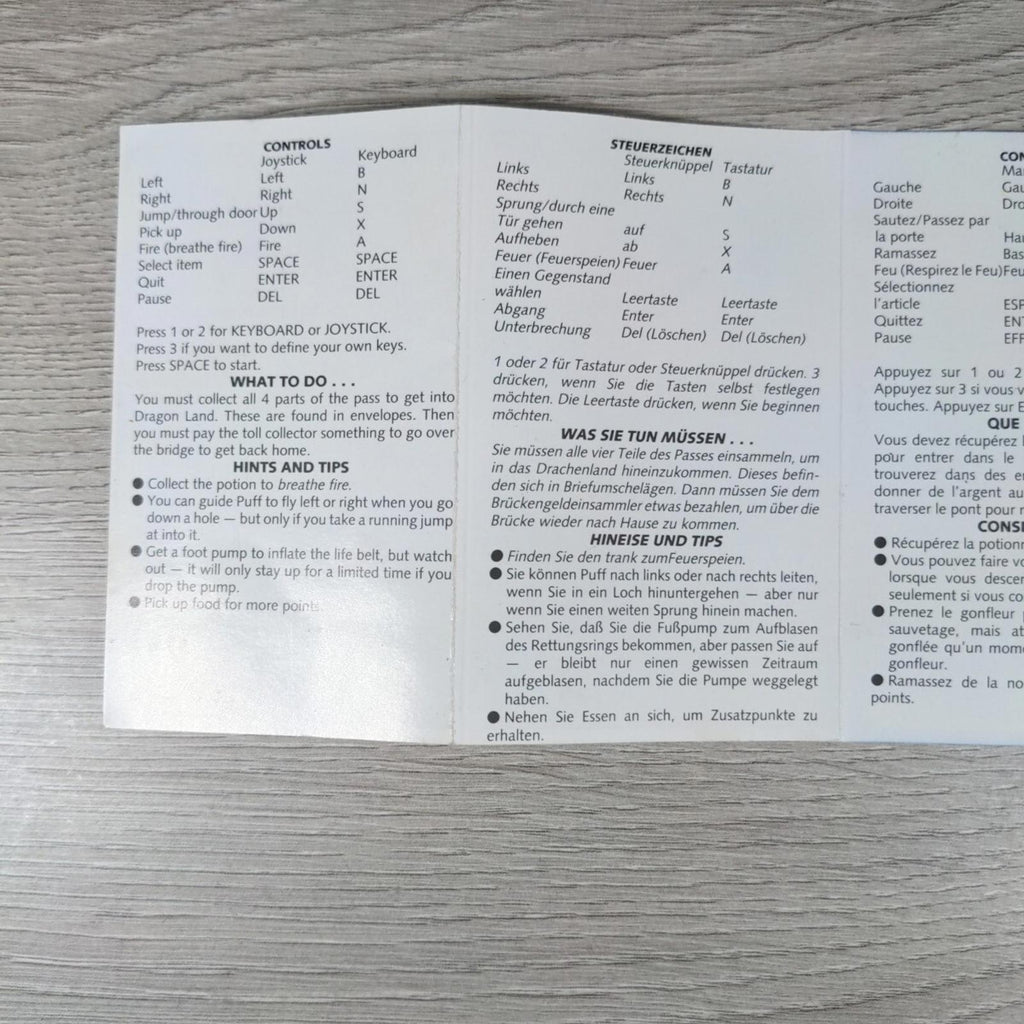 CONTROLS
Joystick Keyboard
Left Left B
Right Right N
Jump/through door Up S
Pick up Down X
Fire (breathe fire) Fire A
Select item SPACE SPACE
Quit ENTER ENTER
Pause DEL DEL
Press 1 or 2 for KEYBOARD or JOYSTICK.
Press 3 if you want to define your own keys.
Press SPACE to start.
WHAT TO DO . . .
You must collect all 4 parts of the pass to get into
Dragon Land. These are found in envelopes. Then
you must pay the toll collector something to go over
the bridge to get back home.
HINTS AND TIPS
● Collect the potion to breathe fire.
● You can guide Puff to fly left or right when you go
down a hole — but only if you take a running jump
at into it.
● Get a foot pump to inflate the life belt, but watch
out — it will only stay up for a limited time if you
drop the pump.
● Pick up food for more points.
STEUERZEICHEN
Steuerknüppel Tastatur
Links Links B
Rechts Rechts N
Sprung/durch eine
Tür gehen auf S
Aufheben ab X
Feuer (Feuerspeien) Feuer A
Einen Gegenstand
wählen Leertaste Leertaste
Abgang Enter Enter
Unterbrechung Del (Löschen) Del (Löschen)
1 oder 2 für Tastatur oder Steuerknüppel drücken. 3
drücken, wenn Sie die Tasten selbst festlegen
möchten. Die Leertaste drücken, wenn Sie beginnen
möchten.
WAS SIE TUN MÜSSEN . . .
Sie müssen alle vier Teile des Passes einsammeln, um
in das Drachenland hineinzukommen. Dieses befin-
den sich in Briefumschelägen. Dann müssen Sie dem
Brückengeldeinsammler etwas bezahlen, um über die
Brücke wieder nach Hause zu kommen.
HINEISE UND TIPS
● Finden Sie den trank zumFeuerspeien.
● Sie können Puff nach links oder nach rechts leiten,
wenn Sie in ein Loch hinuntergehen — aber nur
wenn Sie einen weiten Sprung hinein machen.
● Sehen Sie, daß Sie die Fußpump zum Aufblasen
des Rettungsrings bekommen, aber passen Sie auf
— er bleibt nur einen gewissen Zeitraum
aufgeblasen, nachdem Sie die Pumpe weggelegt
haben.
● Nehen Sie Essen an sich, um Zusatzpunkte zu
erhalten.
Gauche
Droite
Sautez/Passez par
la porte
Ramassez
Feu (Respirez le Feu)
Sélectionnez
l'article
Quittez
Pause
Appuyez sur 1 ou 2
Appuyez sur 3 si vous
touches. Appuyez sur
QUE
Vous devez récupérez
pour entrer dans le
trouverez dans des
donner de l'argent au
traverser le pont pour
● Récupérez la
● Vous pouvez faire
lorsque vous
seulement si vous
● Prenez le gonfleur
sauvetage, mais
gonflée qu'un
gonfleur.
● Ramassez de la
points.